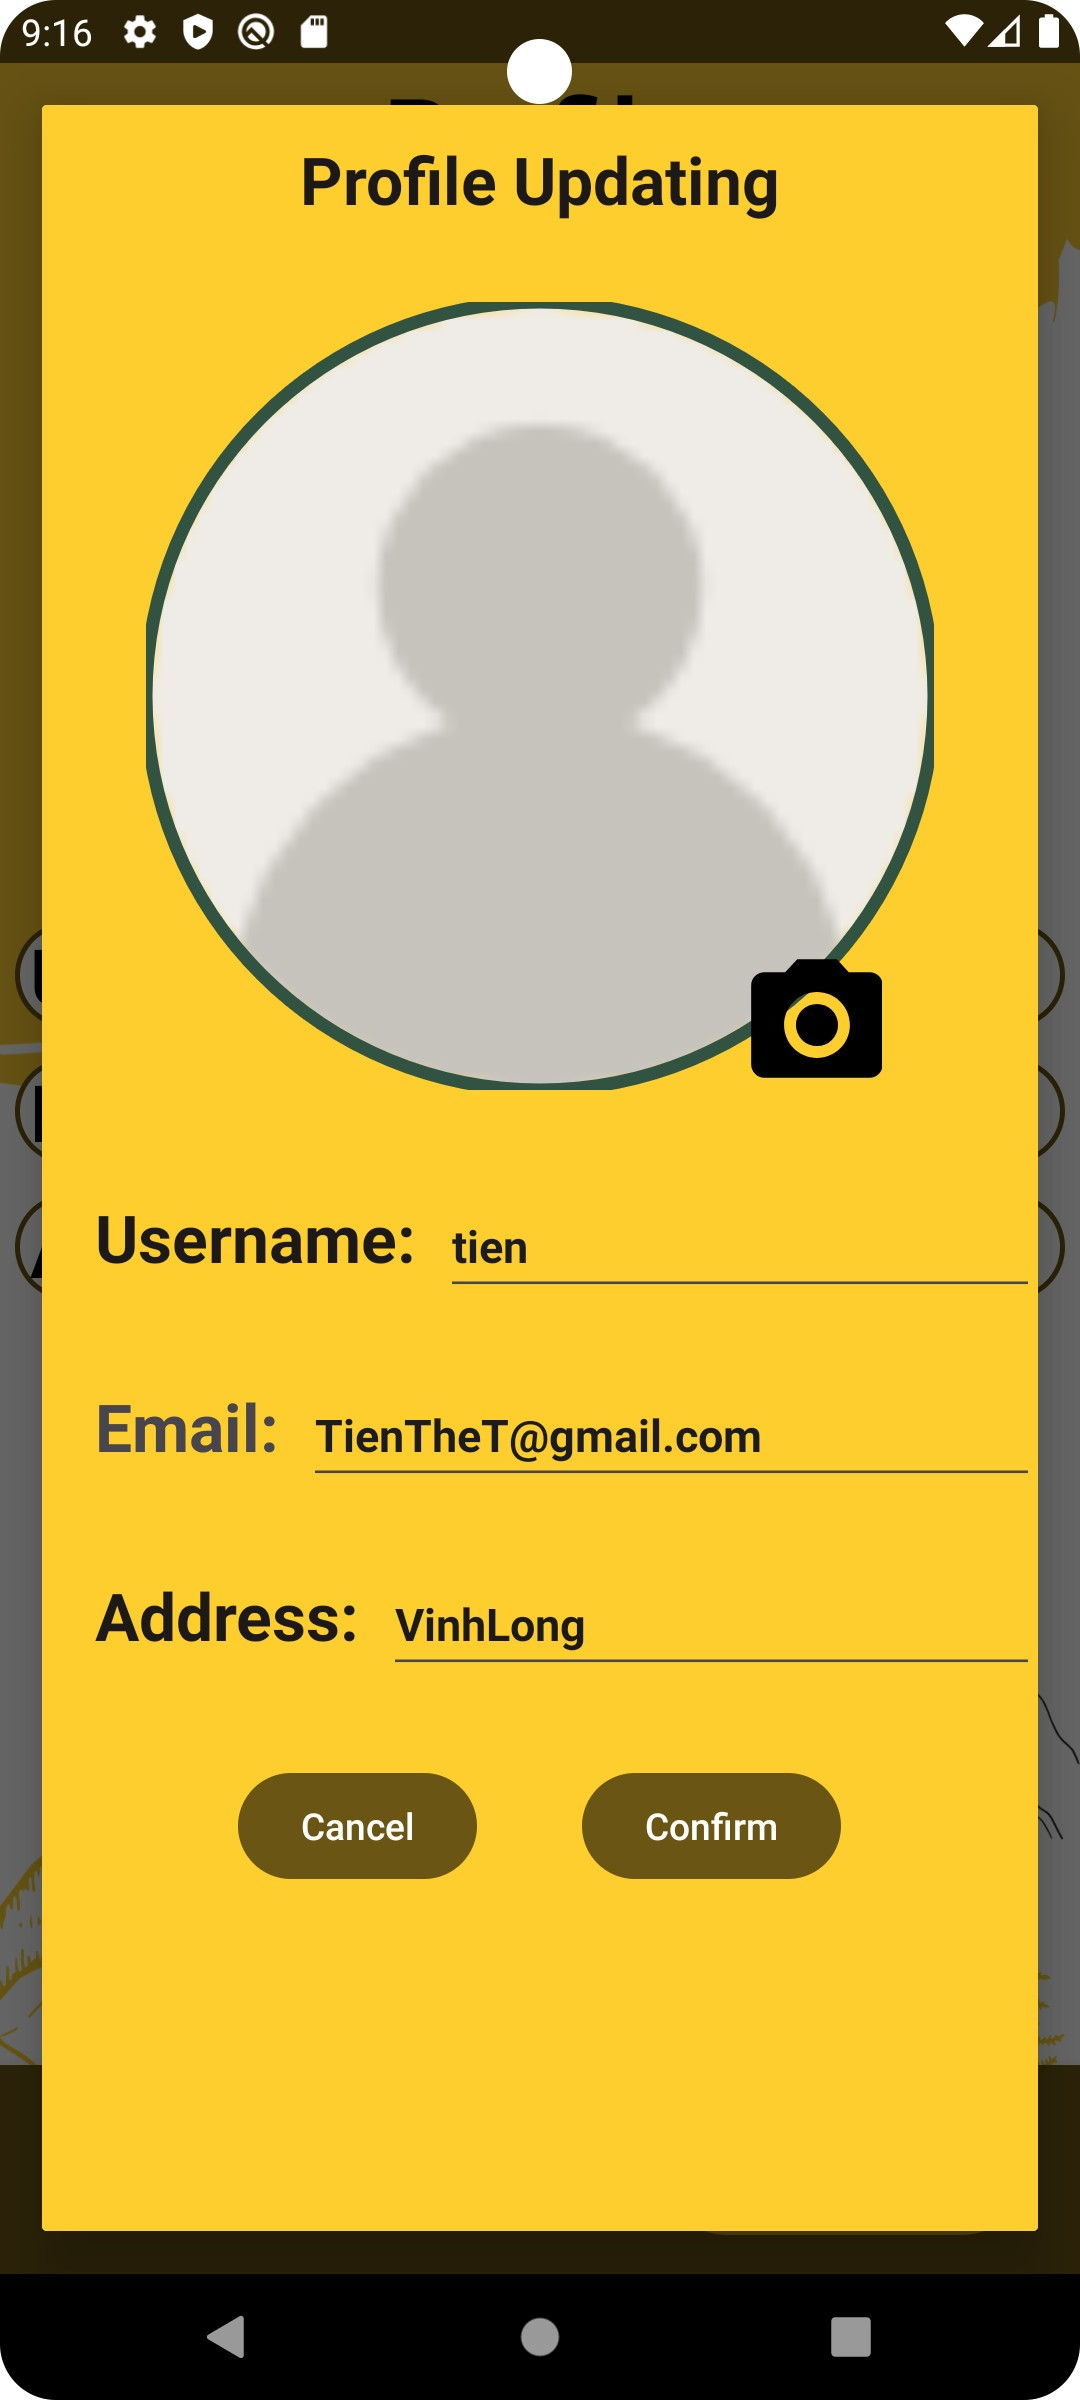 9:16
Profile Updating
Username: tien
Email: TienTheT@gmail.com
Address: VinhLong
Cancel Confirm